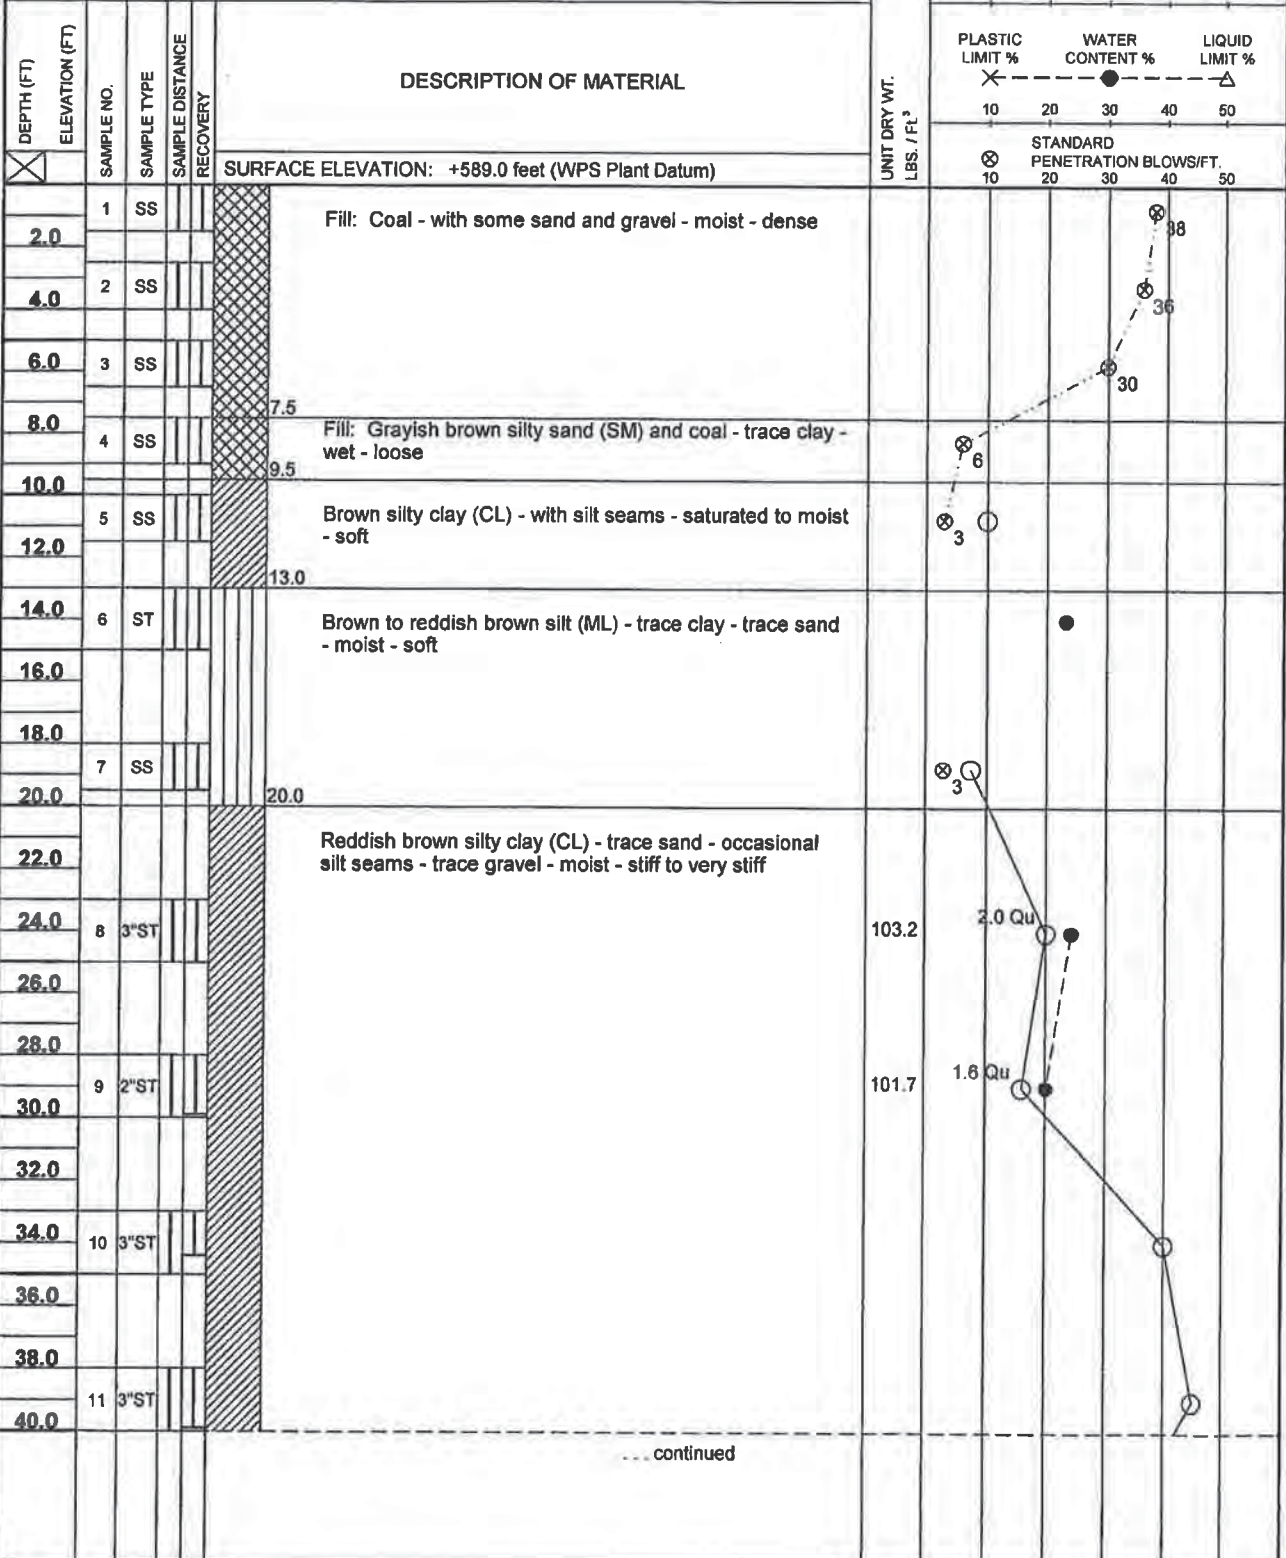 DEPTH (FT)
ELEVATION (FT)
SAMPLE NO.
SAMPLE TYPE
SAMPLE DISTANCE
RECOVERY
DESCRIPTION OF MATERIAL
SURFACE ELEVATION: +589.0 feet (WPS Plant Datum)
UNIT DRY WT.
LBS. / Ft.³
PLASTIC LIMIT %
WATER CONTENT %
LIQUID LIMIT %
10 20 30 40 50
STANDARD
PENETRATION BLOWS/FT.
10 20 30 40 50
1 SS
Fill: Coal - with some sand and gravel - moist - dense
38
2.0
2 SS
36
4.0
6.0
3 SS
30
7.5
8.0
Fill: Grayish brown silty sand (SM) and coal - trace clay -
wet - loose
4 SS
6
9.5
10.0
5 SS
Brown silty clay (CL) - with silt seams - saturated to moist
- soft
3
12.0
13.0
14.0
6 ST
Brown to reddish brown silt (ML) - trace clay - trace sand
- moist - soft
16.0
18.0
7 SS
3
20.0
20.0
Reddish brown silty clay (CL) - trace sand - occasional
silt seams - trace gravel - moist - stiff to very stiff
22.0
24.0
8 3"ST
103.2
2.0 Qu
26.0
28.0
9 2"ST
101.7
1.6 Qu
30.0
32.0
34.0
10 3"ST
36.0
38.0
11 3"ST
40.0
... continued